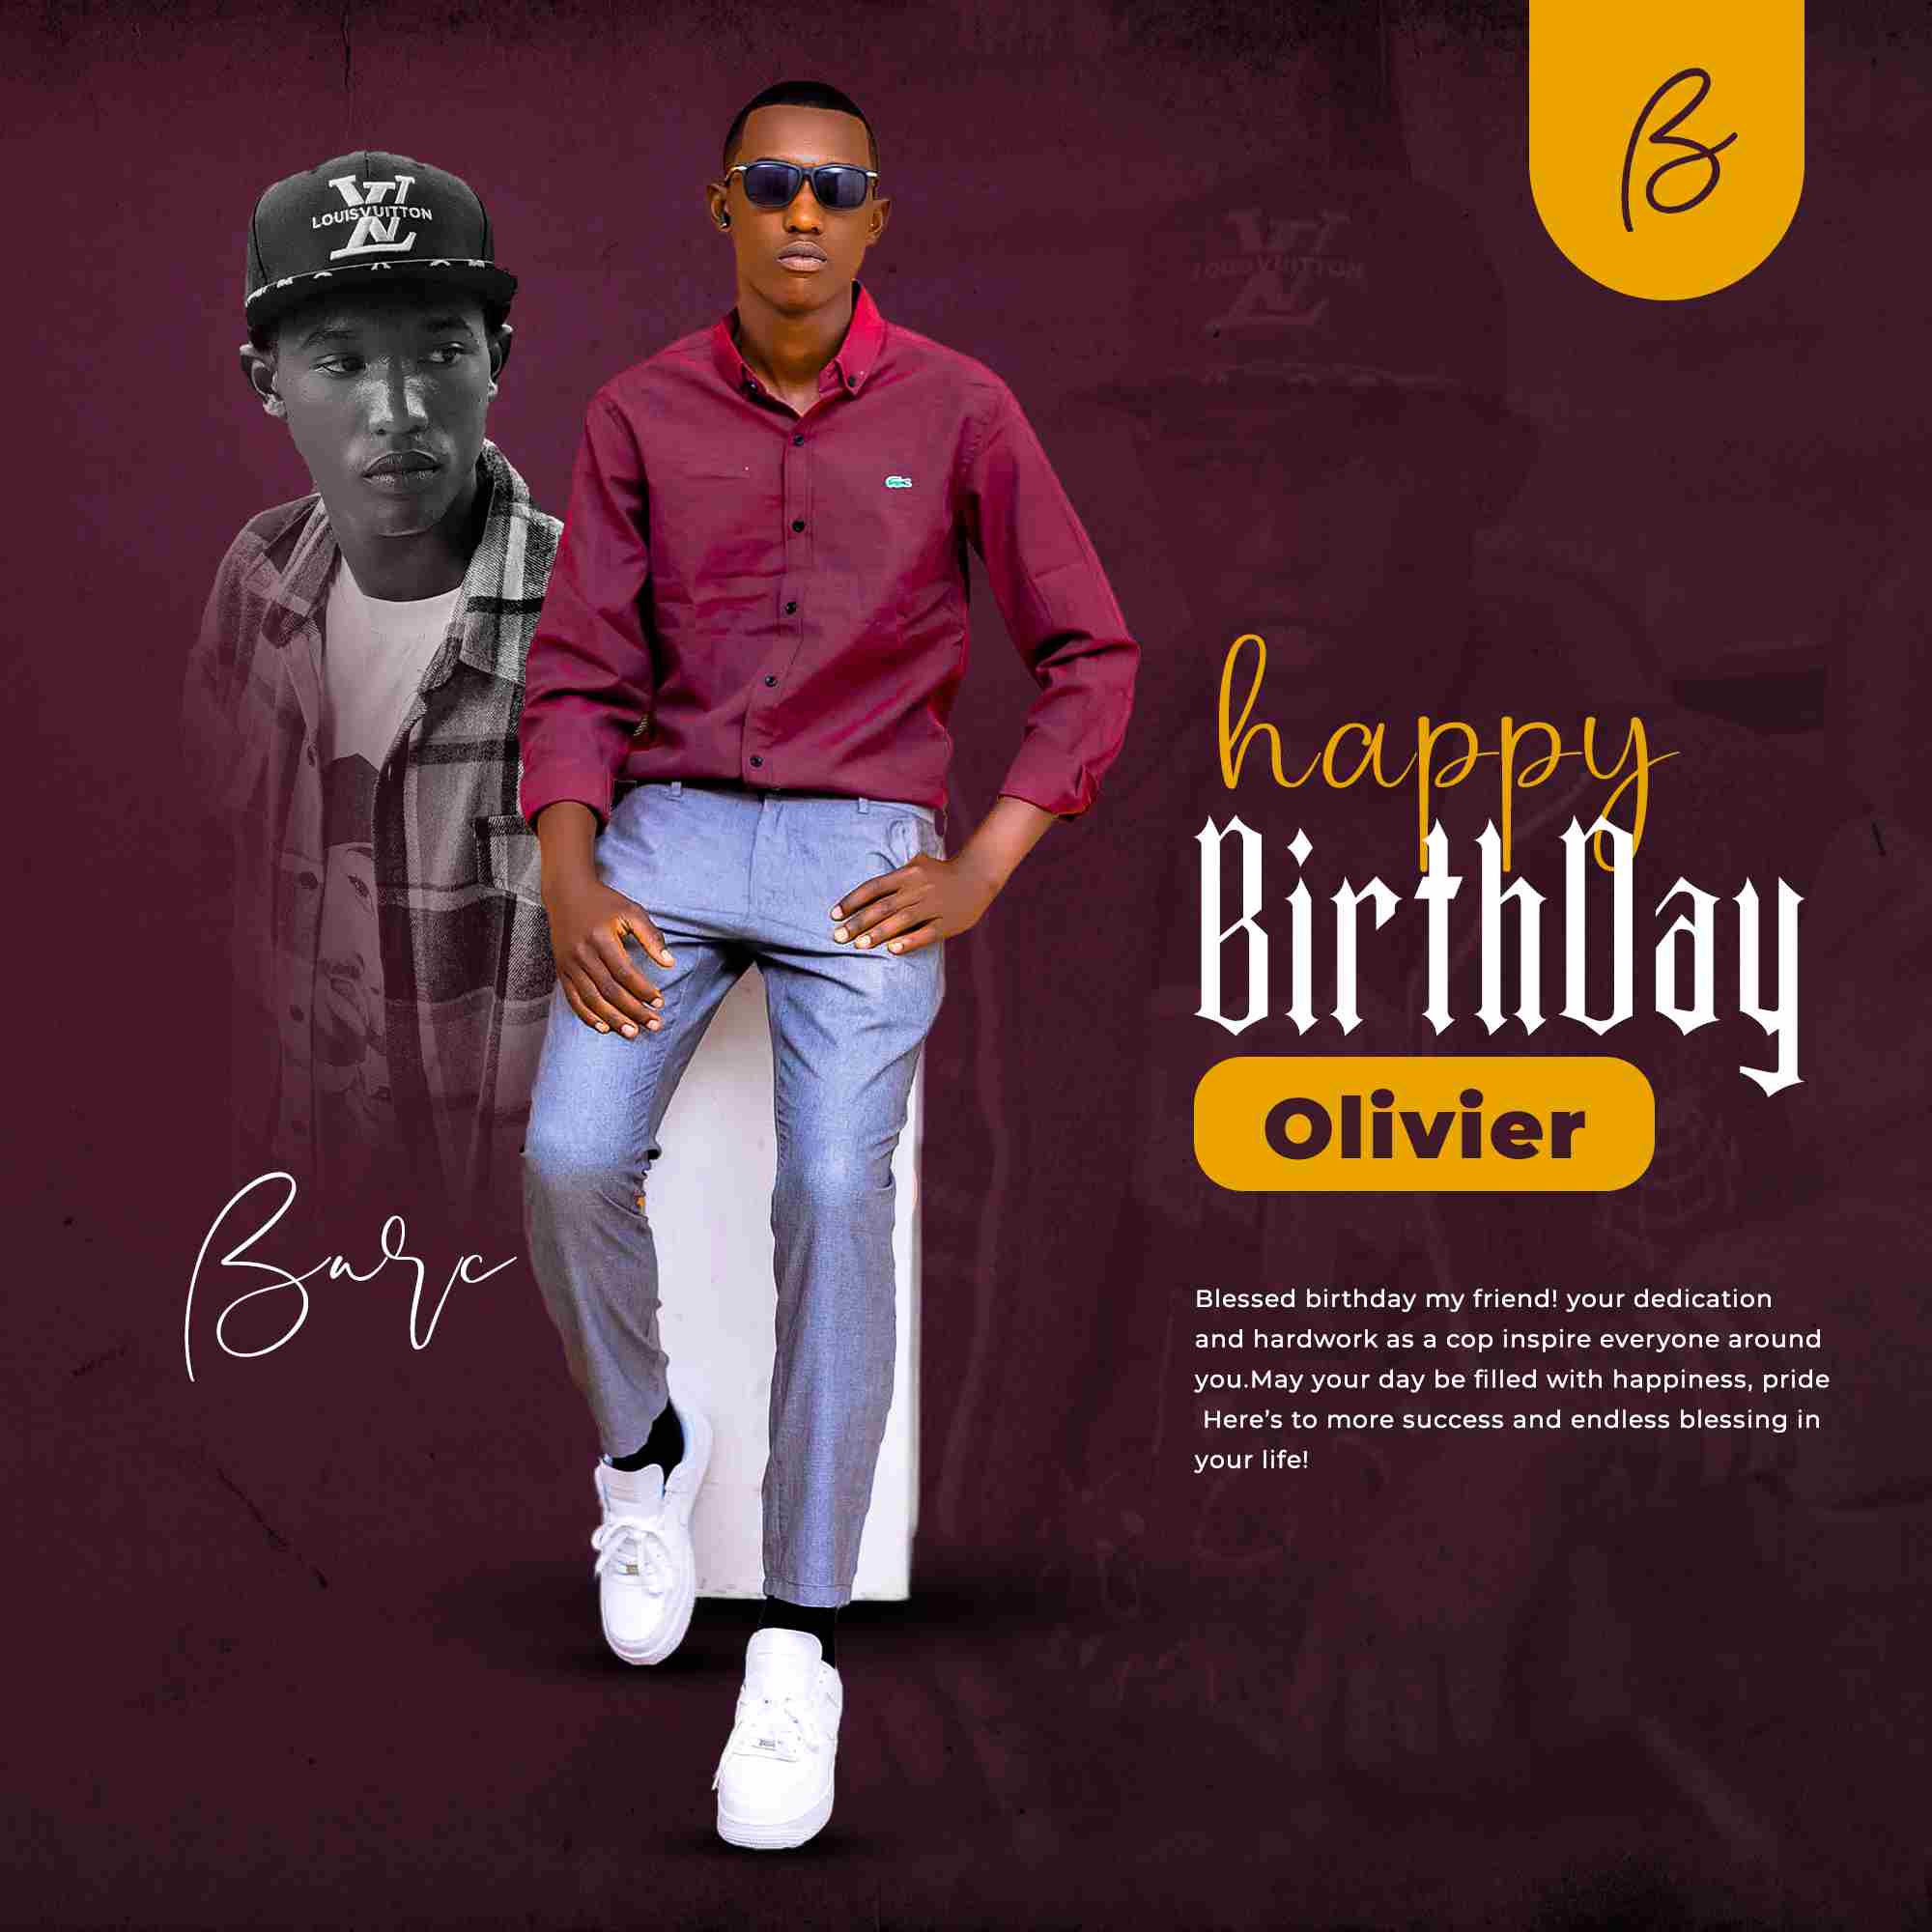 B
LOUIS VUITTON
LV
happy
BirthDay
Olivier
Barc
Blessed birthday my friend! your dedication
and hardwork as a cop inspire everyone around
you.May your day be filled with happiness, pride
Here’s to more success and endless blessing in
your life!